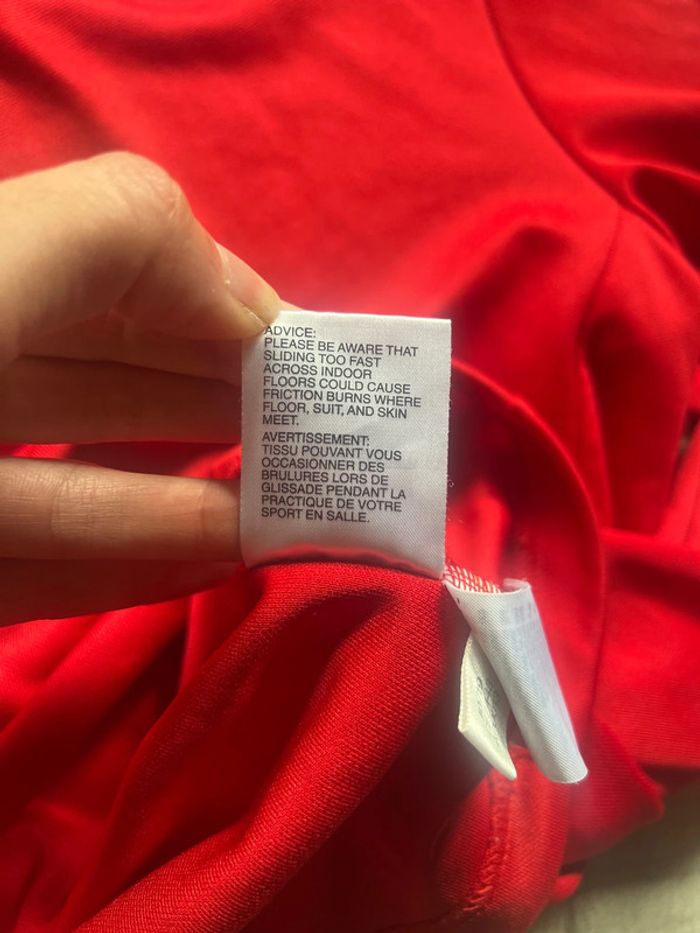 ADVICE:
PLEASE BE AWARE THAT
SLIDING TOO FAST
ACROSS INDOOR
FLOORS COULD CAUSE
FRICTION BURNS WHERE
FLOOR, SUIT, AND SKIN
MEET.
AVERTISSEMENT:
TISSU POUVANT VOUS
OCCASIONNER DES
BRULURES LORS DE
GLISSADE PENDANT LA
PRACTIQUE DE VOTRE
SPORT EN SALLE.